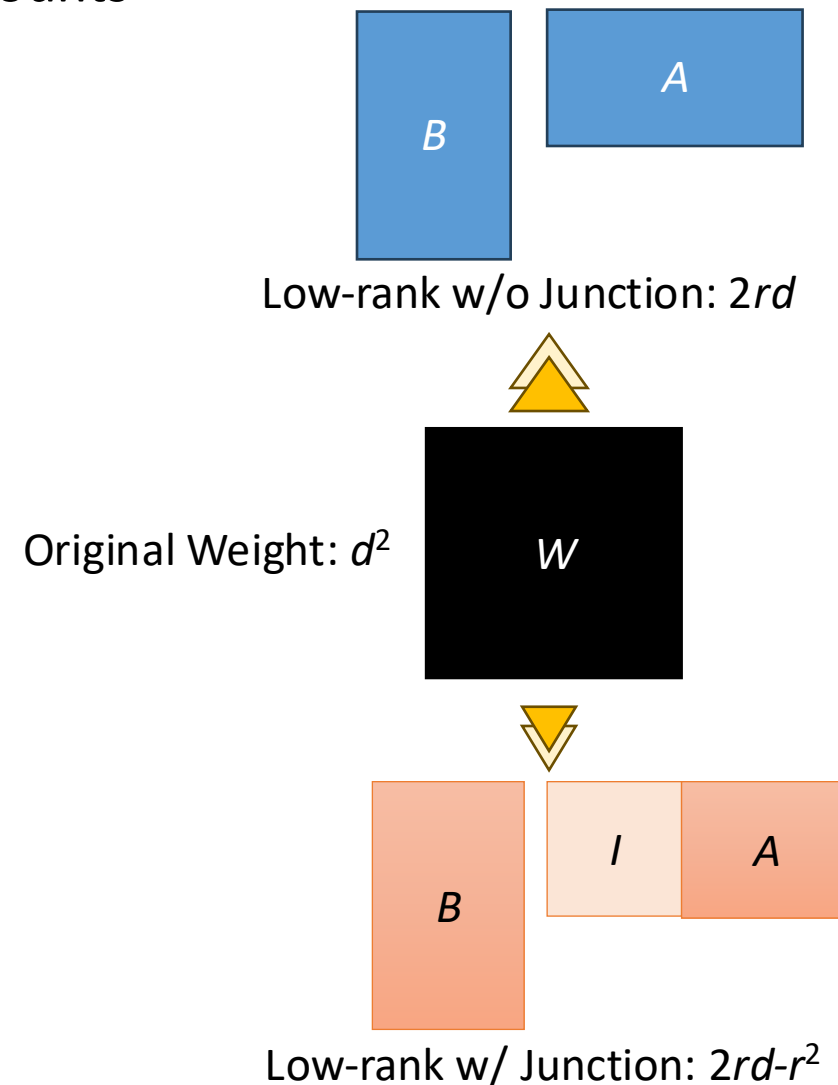 B
A
Low-rank w/o Junction: 2rd
Original Weight: d²
W
B
I
A
Low-rank w/ Junction: 2rd-r²